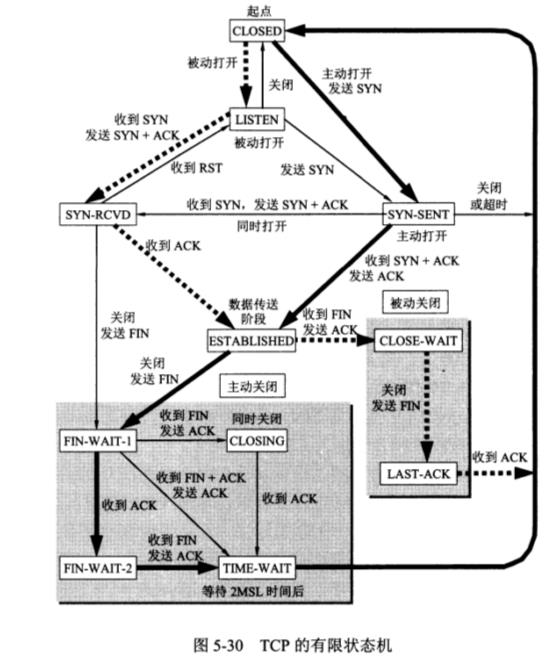 起点
CLOSED
被动打开
关闭
主动打开
发送 SYN
收到 SYN
发送 SYN + ACK
LISTEN
被动打开
收到 RST
发送 SYN
SYN-RCVD
收到 SYN，发送 SYN + ACK
同时打开
SYN-SENT
主动打开
关闭
或超时
收到 ACK
收到 SYN + ACK
发送 ACK
关闭
发送 FIN
数据传送
阶段
ESTABLISHED
收到 FIN
发送 ACK
被动关闭
CLOSE-WAIT
关闭
发送 FIN
关闭
发送 FIN
主动关闭
LAST-ACK
收到 ACK
FIN-WAIT-1
收到 FIN
发送 ACK
同时关闭
CLOSING
收到 ACK
收到 FIN + ACK
发送 ACK
收到 ACK
FIN-WAIT-2
收到 FIN
发送 ACK
TIME-WAIT
等待 2MSL 时间后
图 5-30 TCP 的有限状态机